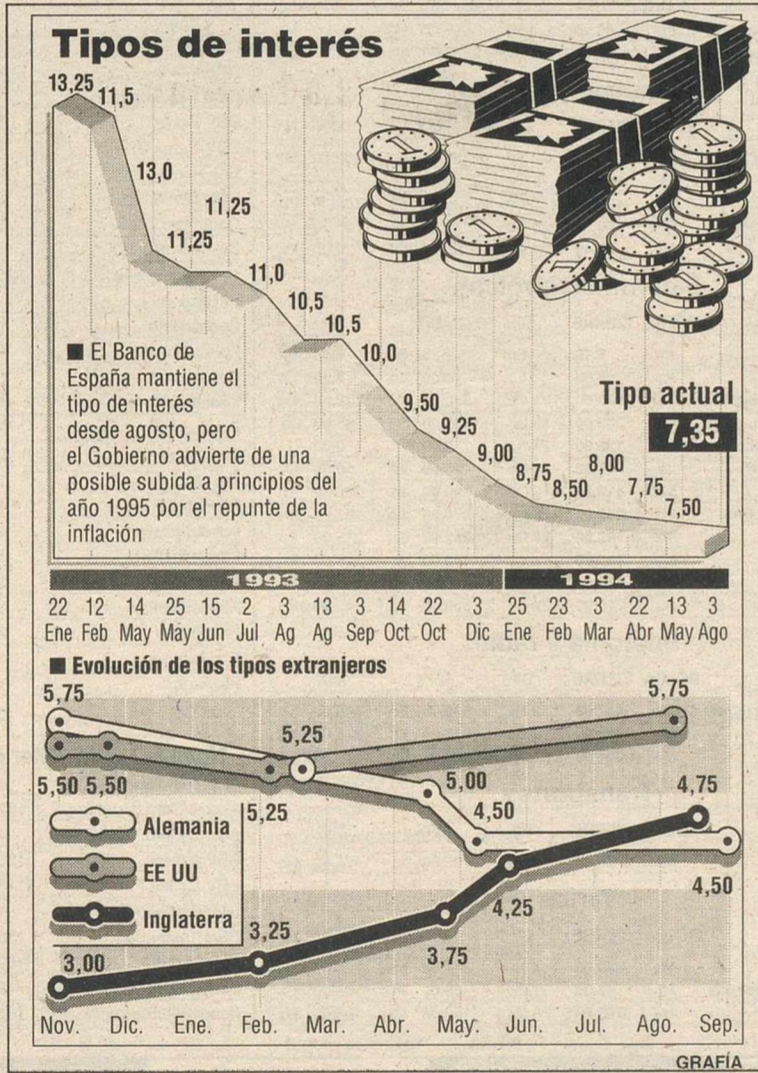 Tipos de interés
13,25
11,5
13,0
11,25
11,25
11,0
10,5
10,5
10,0
9,50
9,25
9,00
8,75
8,50
8,00
7,75
7,50
Tipo actual
7,35
■ El Banco de
España mantiene el
tipo de interés
desde agosto, pero
el Gobierno advierte de una
posible subida a principios del
año 1995 por el repunte de la
inflación
1993 1994
22 12 14 25 15 2 3 13 3 14 22 3 25 23 3 22 13 3
Ene Feb May May Jun Jul Ag Ag Sep Oct Oct Dic Ene Feb Mar Abr May Ago
■ Evolución de los tipos extranjeros
5,75
5,75
5,25
5,50 5,50
5,00
4,50
4,75
5,25
Alemania
EE UU
Inglaterra
4,50
4,25
3,25
3,75
3,00
Nov. Dic. Ene. Feb. Mar. Abr. May. Jun. Jul. Ago. Sep.
GRAFÍA